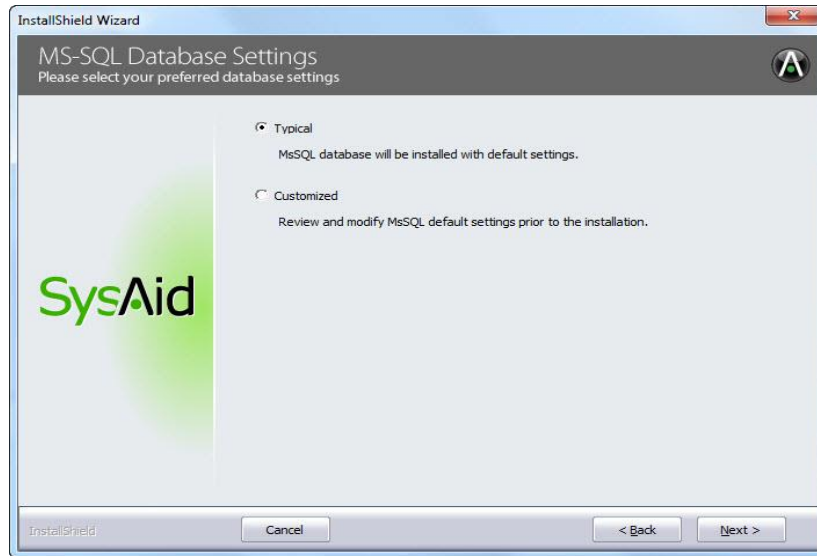 InstallShield Wizard
MS-SQL Database Settings
Please select your preferred database settings
Typical
MsSQL database will be installed with default settings.
Customized
Review and modify MsSQL default settings prior to the installation.
SysAid
InstallShield
Cancel
< Back
Next >